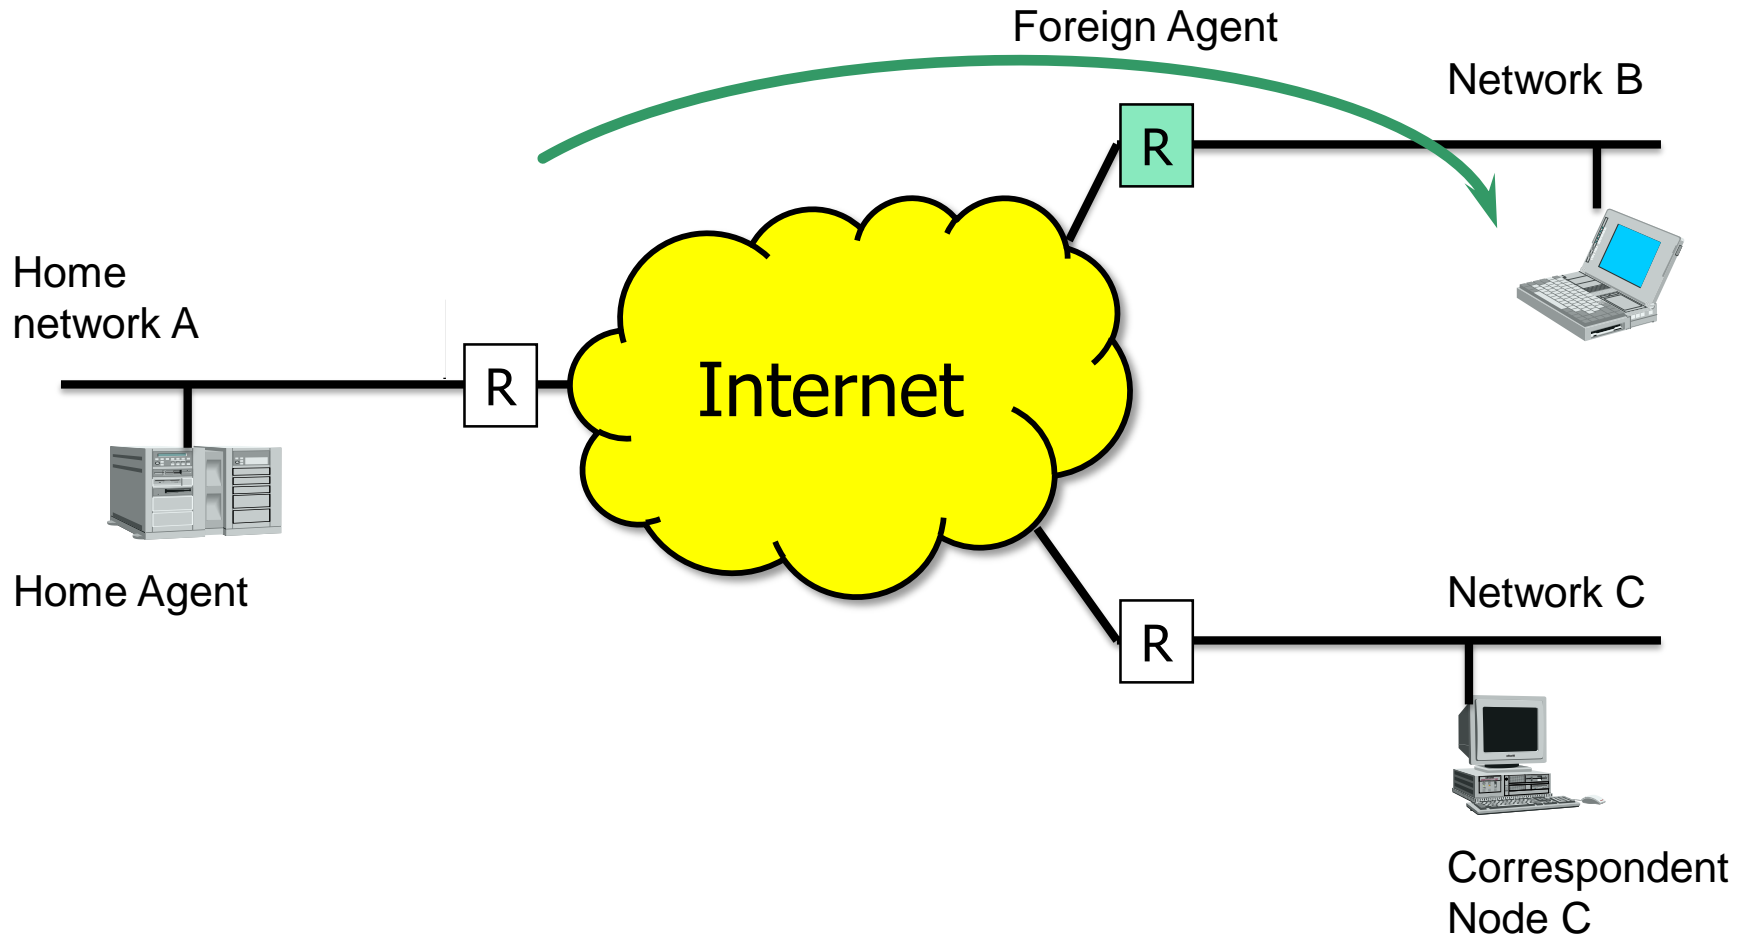 Foreign Agent
Network B
R
Home
network A
R
Internet
Home Agent
Network C
R
Correspondent
Node C